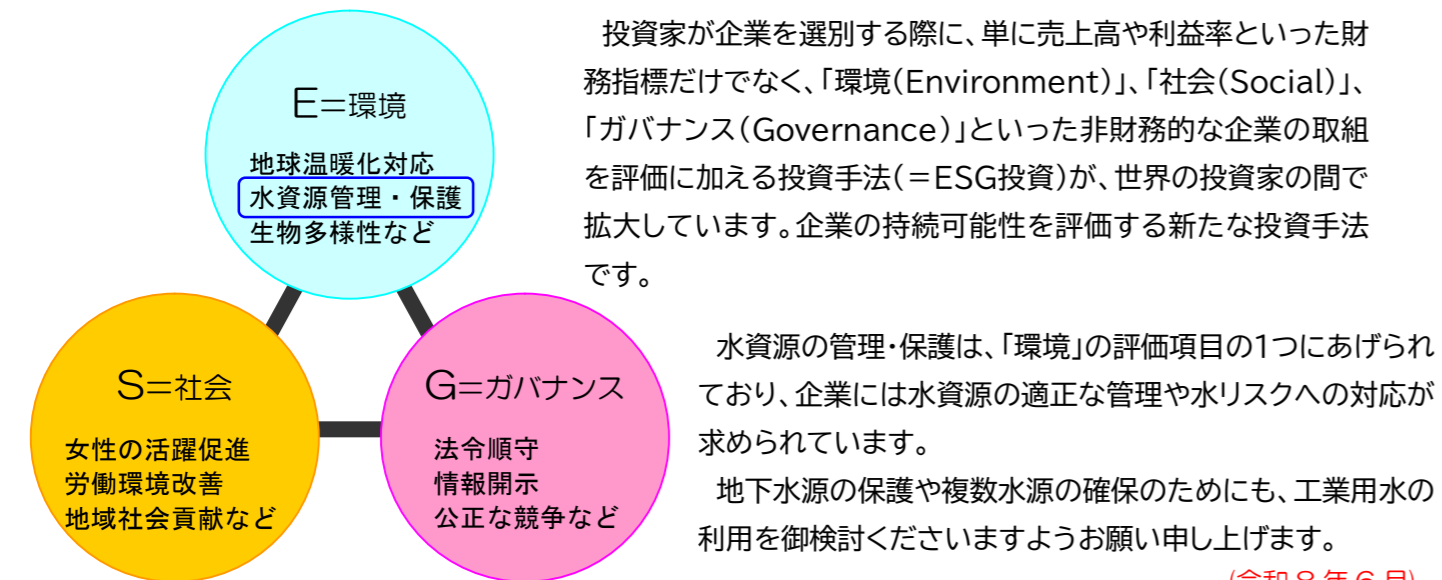 E=環境
地球温暖化対応
水資源管理・保護
生物多様性など
S=社会
女性の活躍促進
労働環境改善
地域社会貢献など
G=ガバナンス
法令順守
情報開示
公正な競争など
投資家が企業を選別する際に、単に売上高や利益率といった財
務指標だけでなく、「環境(Environment)」、「社会(Social)」、
「ガバナンス(Governance)」といった非財務的な企業の取組
を評価に加える投資手法(=ESG投資)が、世界の投資家の間で
拡大しています。企業の持続可能性を評価する新たな投資手法
です。
水資源の管理・保護は、「環境」の評価項目の1つにあげられ
ており、企業には水資源の適正な管理や水リスクへの対応が
求められています。
地下水源の保護や複数水源の確保のためにも、工業用水の
利用を御検討くださいますようお願い申し上げます。
(令和8年6月)